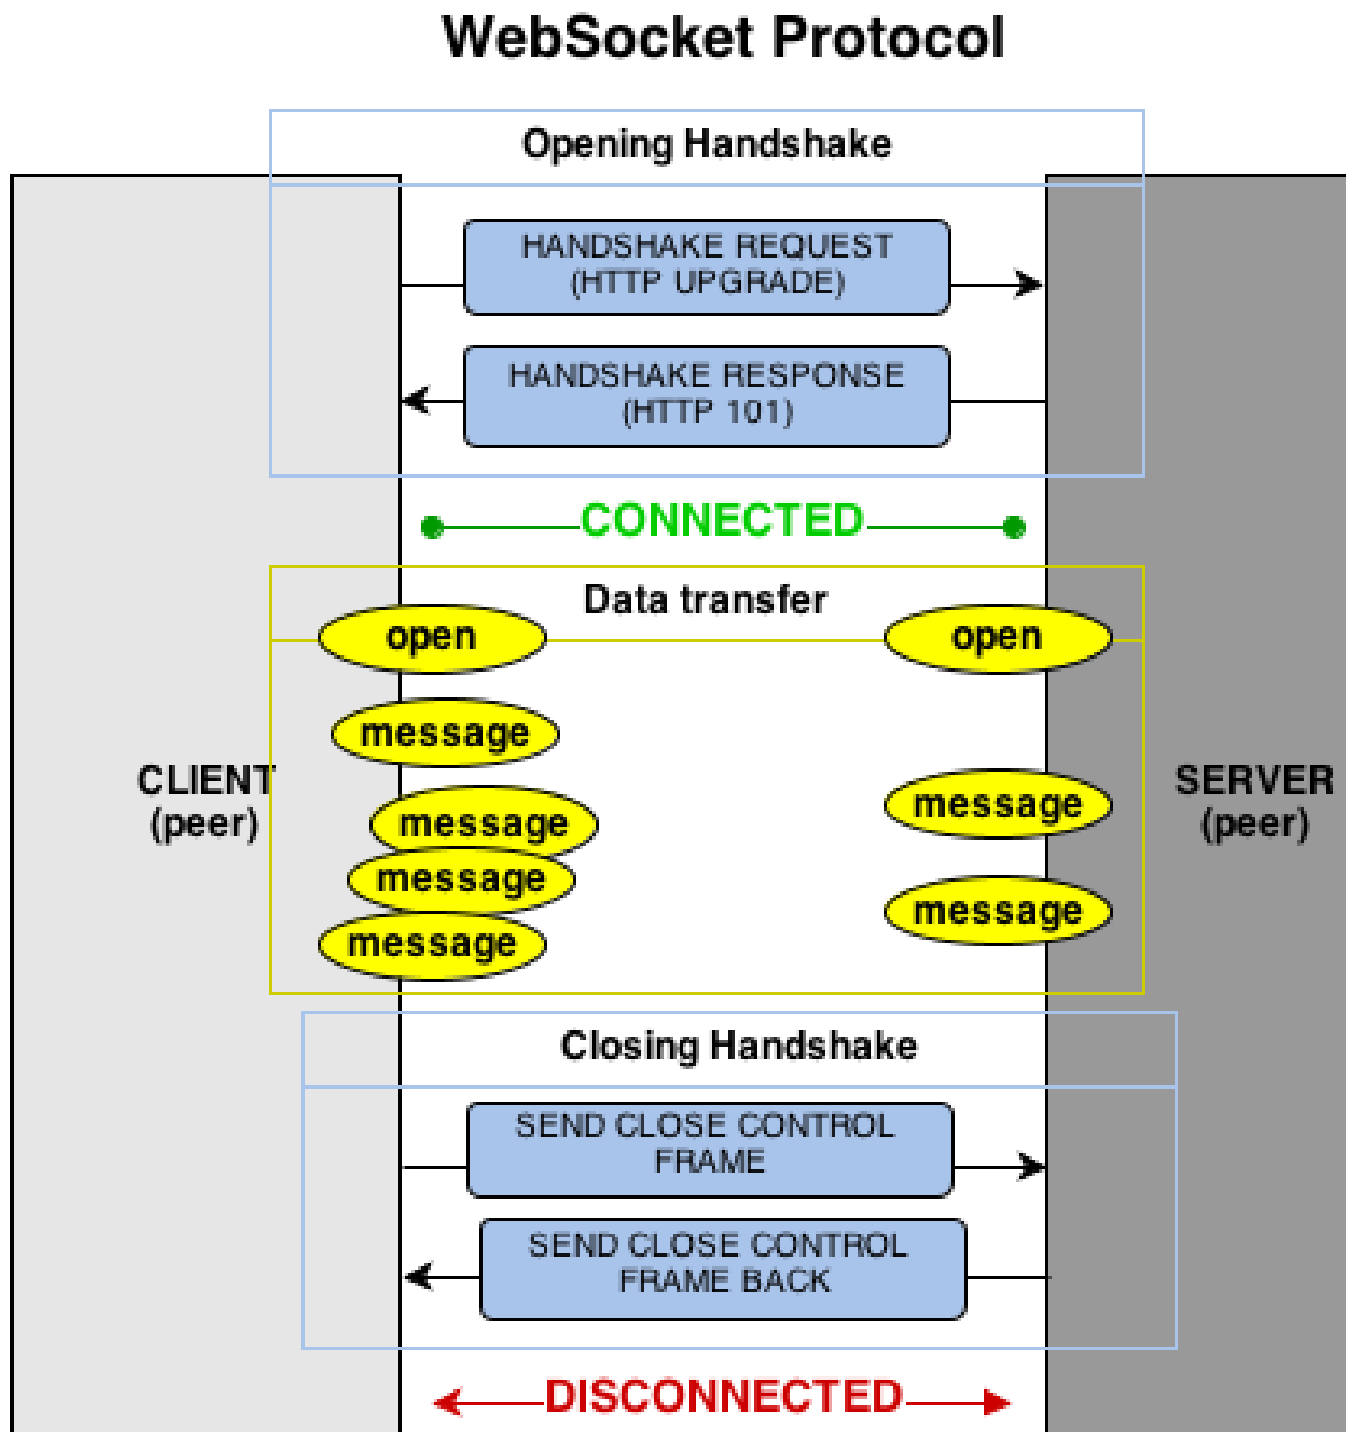 WebSocket Protocol
Opening Handshake
HANDSHAKE REQUEST
(HTTP UPGRADE)
HANDSHAKE RESPONSE
(HTTP 101)
CONNECTED
Data transfer
open
open
message
message
message
message
message
message
CLIENT
(peer)
SERVER
(peer)
Closing Handshake
SEND CLOSE CONTROL
FRAME
SEND CLOSE CONTROL
FRAME BACK
DISCONNECTED